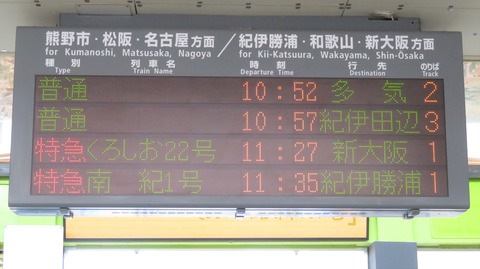 熊野市・松阪・名古屋方面／紀伊勝浦・和歌山・新大阪方面
for Kumanoshi, Matsusaka, Nagoya for Kii-Katsuura, Wakayama, Shin-Ōsaka
種別 列車名 時刻 行先 のりば
Type Train Name Departure Time Destination Track
普通 10:52 多気 2
普通 10:57 紀伊田辺 3
特急 くろしお22号 11:27 新大阪 1
特急 南紀1号 11:35 紀伊勝浦 1